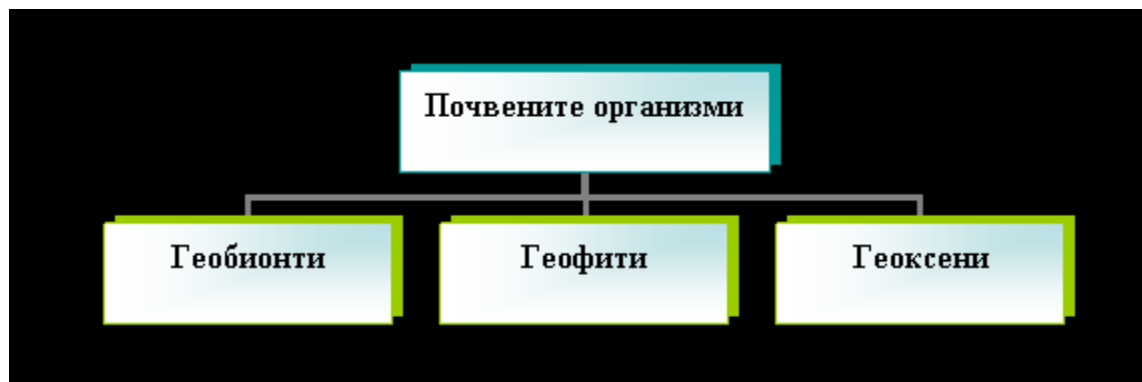 Почвените организми
Геобионти
Геофити
Геоксени